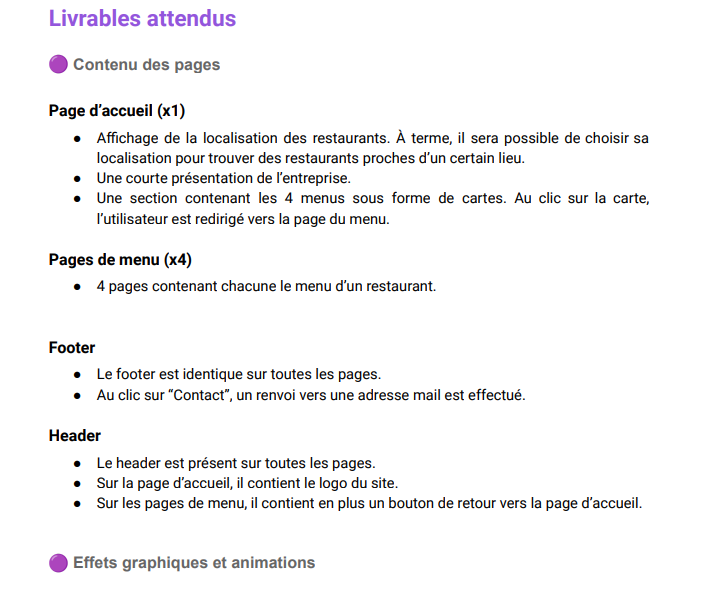 Livrables attendus
Contenu des pages
Page d’accueil (x1)
● Affichage de la localisation des restaurants. À terme, il sera possible de choisir sa
localisation pour trouver des restaurants proches d’un certain lieu.
● Une courte présentation de l’entreprise.
● Une section contenant les 4 menus sous forme de cartes. Au clic sur la carte,
l’utilisateur est redirigé vers la page du menu.
Pages de menu (x4)
● 4 pages contenant chacune le menu d’un restaurant.
Footer
● Le footer est identique sur toutes les pages.
● Au clic sur “Contact”, un renvoi vers une adresse mail est effectué.
Header
● Le header est présent sur toutes les pages.
● Sur la page d’accueil, il contient le logo du site.
● Sur les pages de menu, il contient en plus un bouton de retour vers la page d’accueil.
Effets graphiques et animations